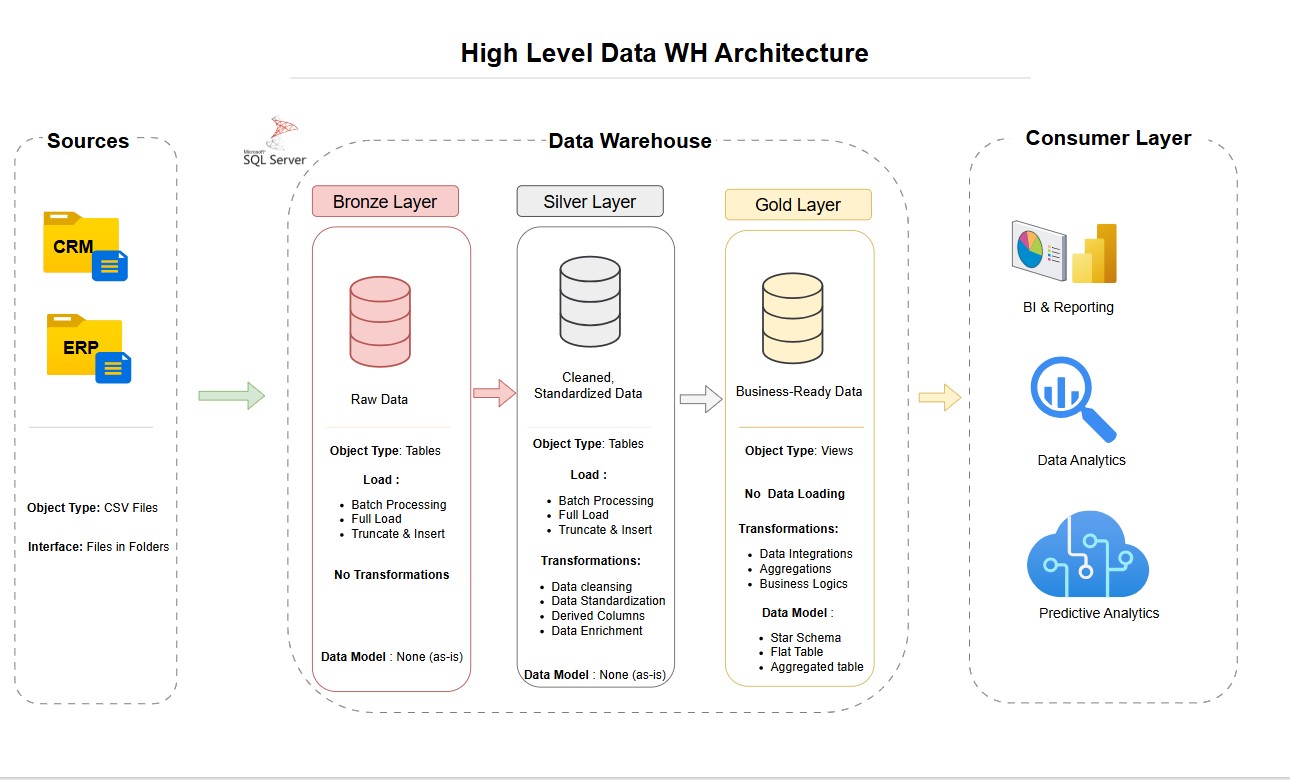 High Level Data WH Architecture
Sources
CRM
ERP
Object Type: CSV Files
Interface: Files in Folders
Microsoft
SQL Server
Data Warehouse
Bronze Layer
Raw Data
Object Type: Tables
Load :
• Batch Processing
• Full Load
• Truncate & Insert
No Transformations
Data Model : None (as-is)
Silver Layer
Cleaned,
Standardized Data
Object Type: Tables
Load :
• Batch Processing
• Full Load
• Truncate & Insert
Transformations:
• Data cleansing
• Data Standardization
• Derived Columns
• Data Enrichment
Data Model : None (as-is)
Gold Layer
Business-Ready Data
Object Type: Views
No Data Loading
Transformations:
• Data Integrations
• Aggregations
• Business Logics
Data Model :
• Star Schema
• Flat Table
• Aggregated table
Consumer Layer
BI & Reporting
Data Analytics
Predictive Analytics